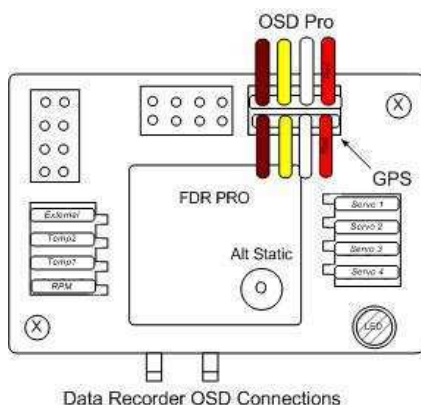 OSD Pro
X
GPS
FDR PRO
Servo 1
External
Servo 2
Temp2
Servo 3
Alt Static
Temp1
Servo 4
RPM
O
X
LED
Data Recorder OSD Connections